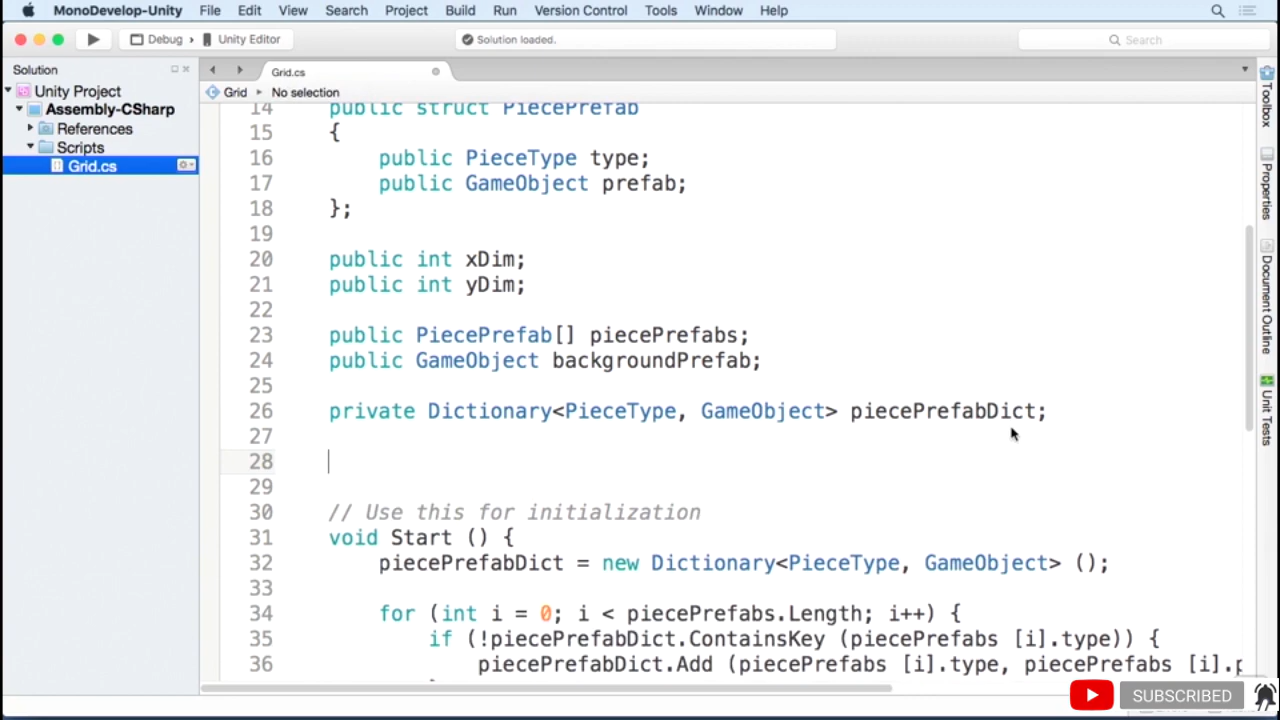 MonoDevelop-Unity File Edit View Search Project Build Run Version Control Tools Window Help
Debug › Unity Editor
Solution loaded.
Search
Solution
Grid.cs
Unity Project
Grid ▸ No selection
Assembly-CSharp
References
Scripts
Grid.cs
14 public struct PiecePrefab
15 {
16 public PieceType type;
17 public GameObject prefab;
18 };
19
20 public int xDim;
21 public int yDim;
22
23 public PiecePrefab[] piecePrefabs;
24 public GameObject backgroundPrefab;
25
26 private Dictionary<PieceType, GameObject> piecePrefabDict;
27
28
29
30 // Use this for initialization
31 void Start () {
32 piecePrefabDict = new Dictionary<PieceType, GameObject> ();
33
34 for (int i = 0; i < piecePrefabs.Length; i++) {
35 if (!piecePrefabDict.ContainsKey (piecePrefabs [i].type)) {
36 piecePrefabDict.Add (piecePrefabs [i].type, piecePrefabs [i].p
Toolbox
Properties
Document Outline
Unit Tests
SUBSCRIBED